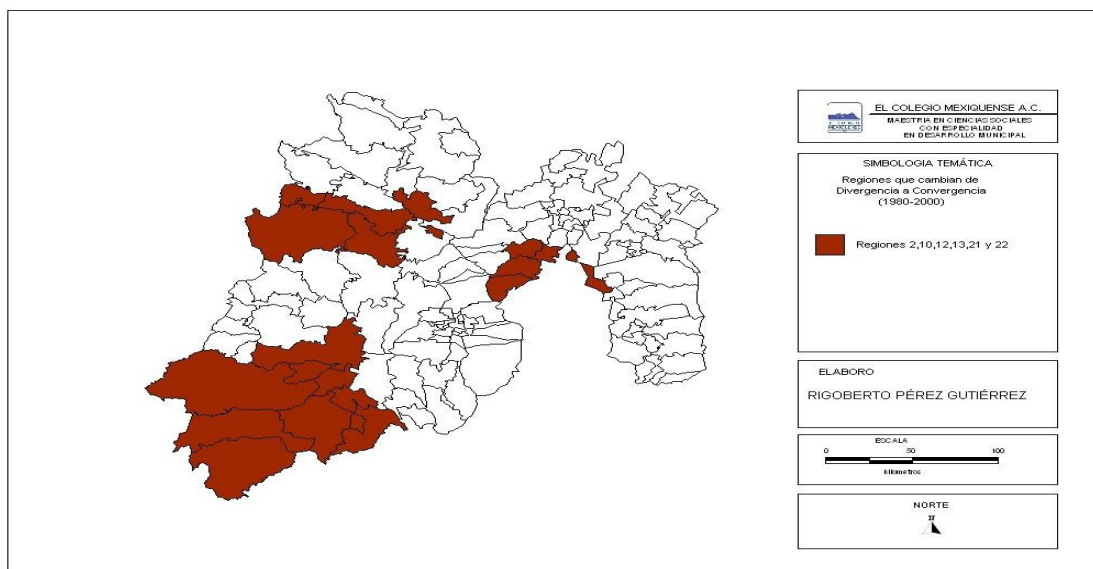 EL COLEGIO MEXIQUENSE A.C.
MAESTRIA EN CIENCIAS SOCIALES
CON ESPECIALIDAD
EN DESARROLLO MUNICIPAL
SIMBOLOGIA TEMÁTICA
Regiones que cambian de
Divergencia a Convergencia
(1980-2000)
Regiones 2,10,12,13,21 y 22
ELABORO
RIGOBERTO PÉREZ GUTIÉRREZ
ESCALA
0 50 100
Kilometros
NORTE
N